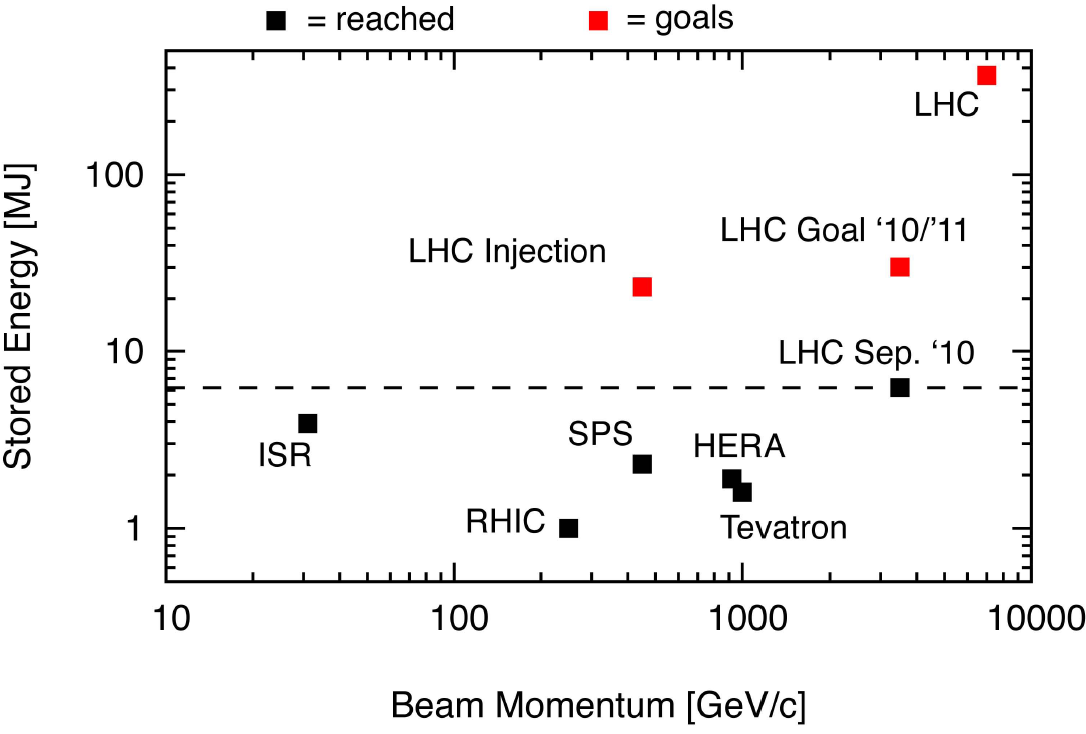 = reached
= goals
LHC
100
LHC Goal ‘10/’11
LHC Injection
10
LHC Sep. ‘10
SPS
HERA
ISR
RHIC
Tevatron
1
10
100
1000
10000
Stored Energy [MJ]
Beam Momentum [GeV/c]